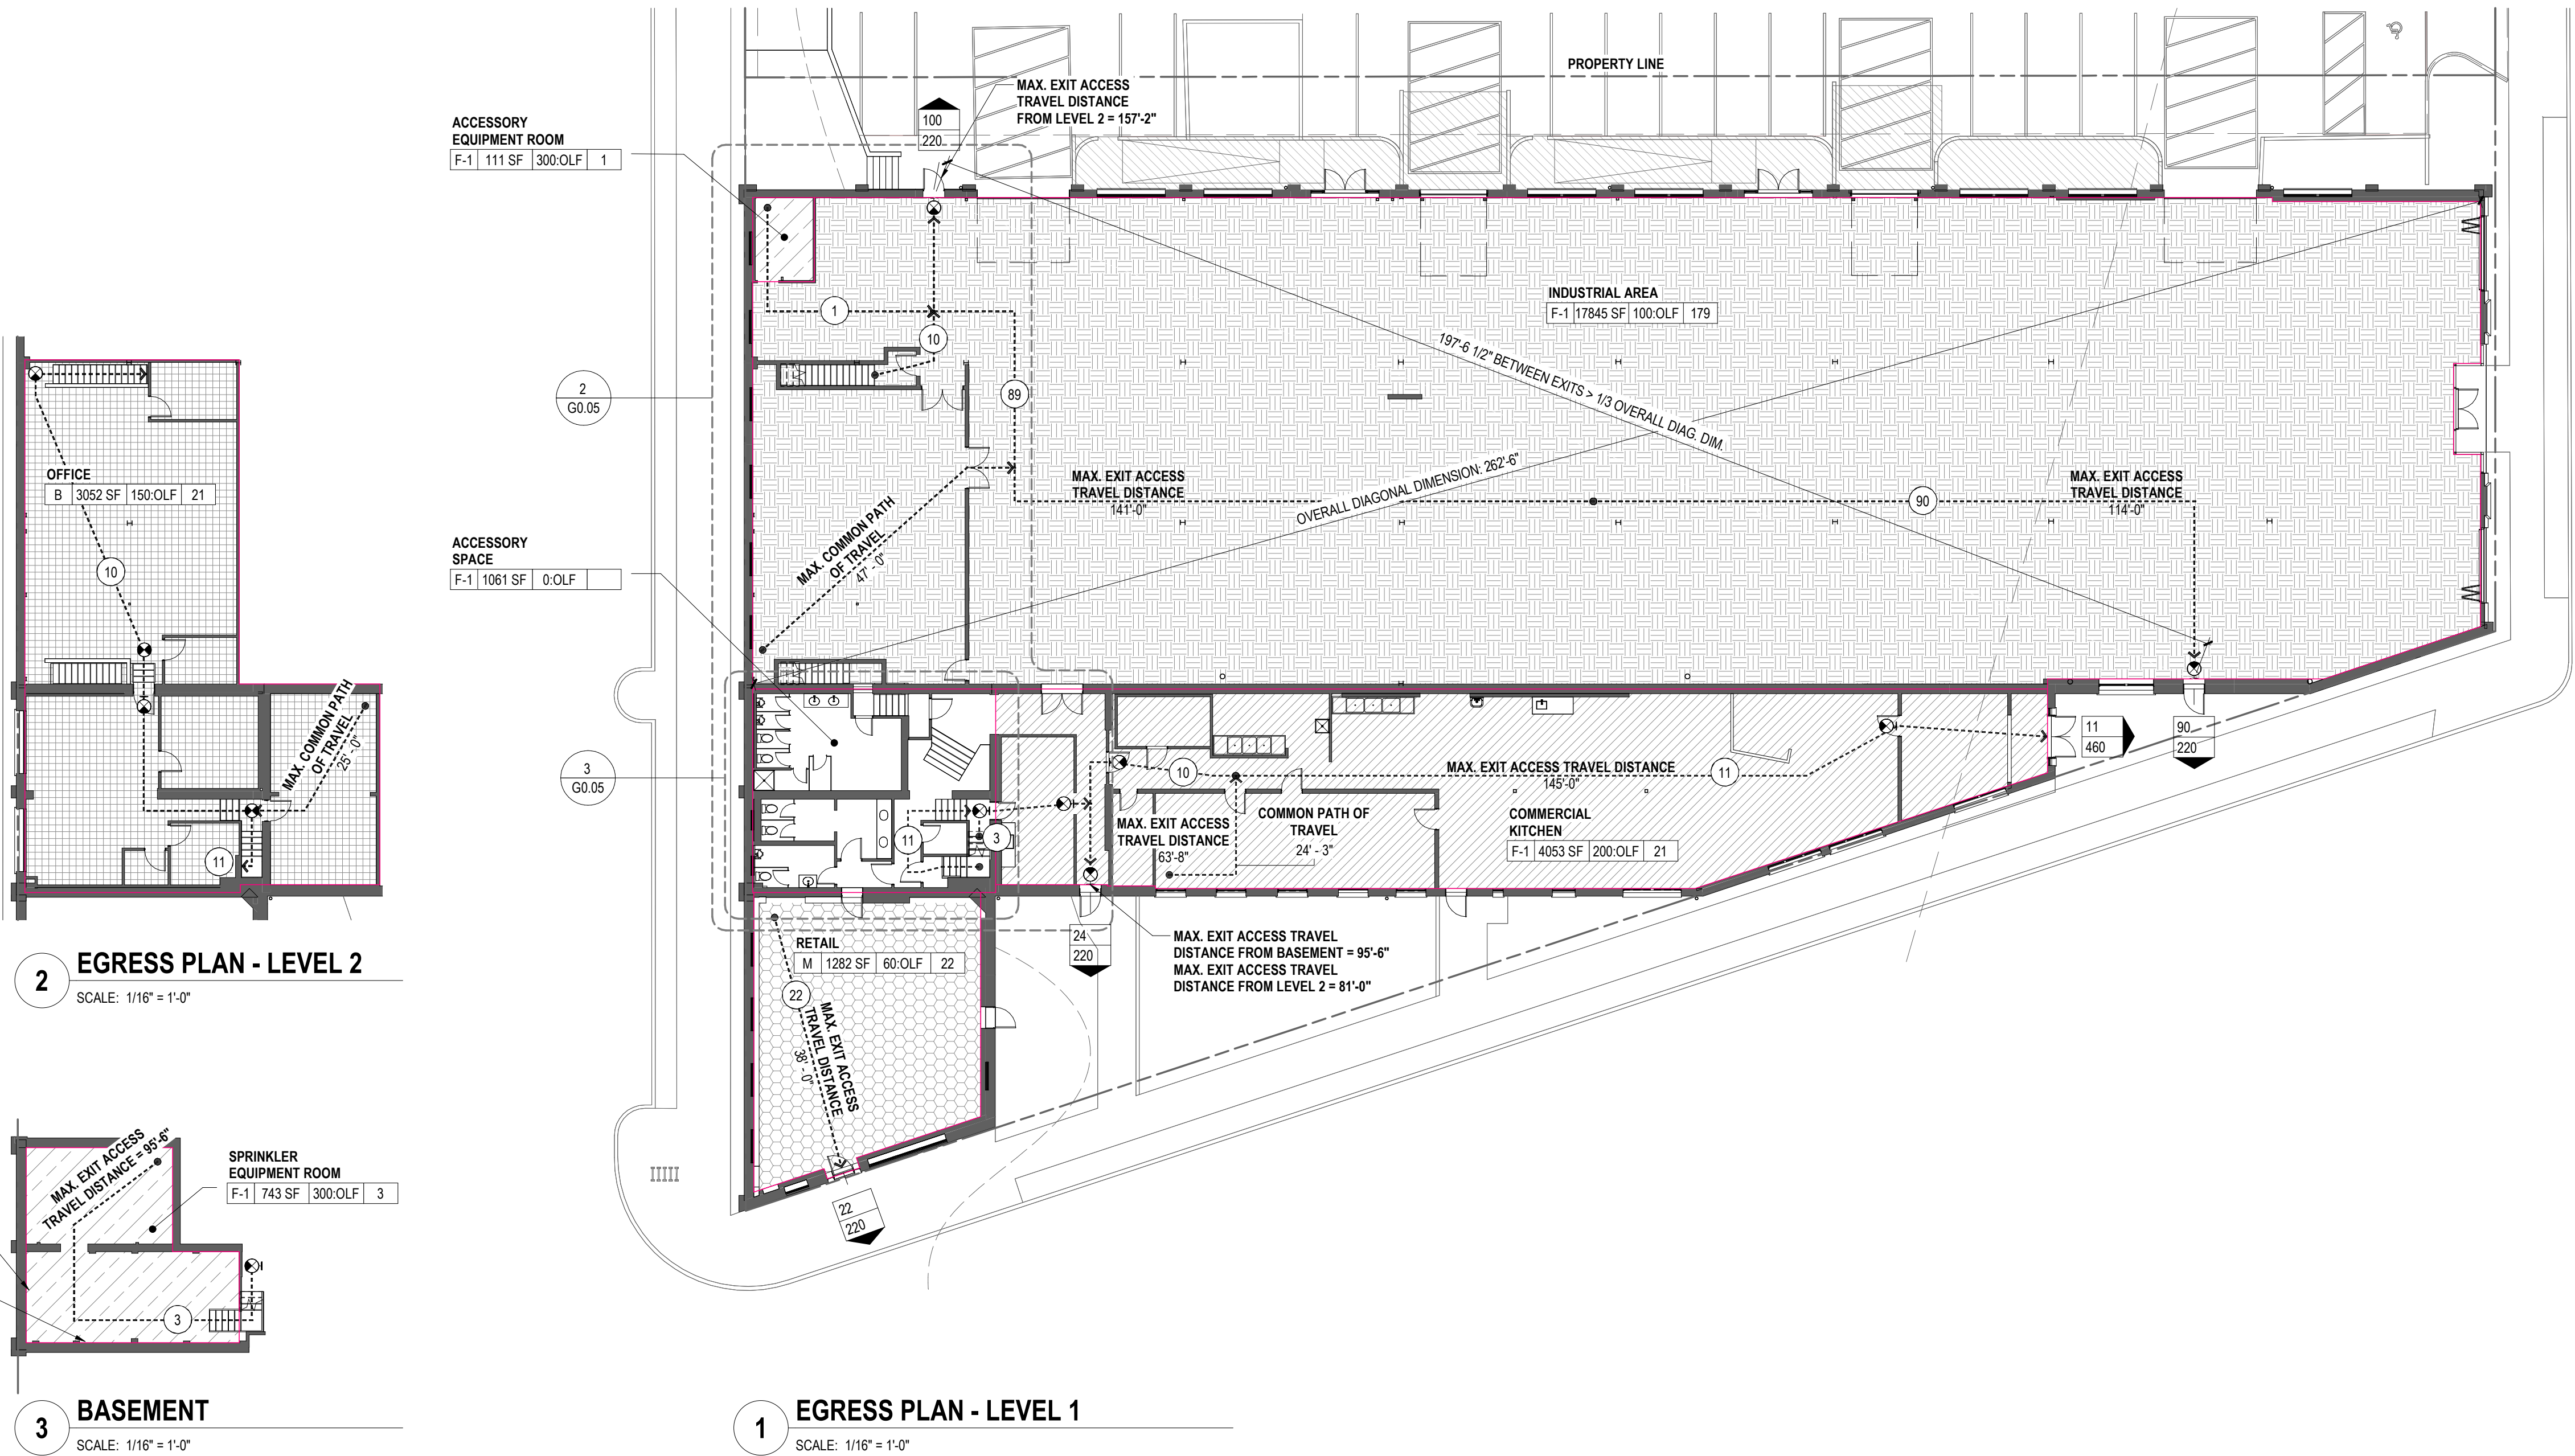 PROPERTY LINE
MAX. EXIT ACCESS
TRAVEL DISTANCE
FROM LEVEL 2 = 157'-2"
100
220
ACCESSORY
EQUIPMENT ROOM
F-1 111 SF 300:OLF 1
1
10
89
INDUSTRIAL AREA
F-1 17845 SF 100:OLF 179
197'-6 1/2" BETWEEN EXITS > 1/3 OVERALL DIAG. DIM.
OVERALL DIAGONAL DIMENSION: 262'-6"
2
G0.05
MAX. EXIT ACCESS
TRAVEL DISTANCE
141'-0"
90
MAX. EXIT ACCESS
TRAVEL DISTANCE
114'-0"
MAX. COMMON PATH
OF TRAVEL
47' - 0"
ACCESSORY
SPACE
F-1 1061 SF 0:OLF
3
G0.05
11
3
10
MAX. EXIT ACCESS TRAVEL DISTANCE
145'-0"
11
11
460
90
220
MAX. EXIT ACCESS
TRAVEL DISTANCE
63'-8"
COMMON PATH OF
TRAVEL
24' - 3"
COMMERCIAL
KITCHEN
F-1 4053 SF 200:OLF 21
24
220
MAX. EXIT ACCESS TRAVEL
DISTANCE FROM BASEMENT = 95'-6"
MAX. EXIT ACCESS TRAVEL
DISTANCE FROM LEVEL 2 = 81'-0"
RETAIL
M 1282 SF 60:OLF 22
22
MAX. EXIT ACCESS
TRAVEL DISTANCE
38' - 0"
22
220
1
EGRESS PLAN - LEVEL 1
SCALE: 1/16" = 1'-0"
OFFICE
B 3052 SF 150:OLF 21
10
MAX. COMMON PATH
OF TRAVEL
25' - 0"
11
2
EGRESS PLAN - LEVEL 2
SCALE: 1/16" = 1'-0"
MAX. EXIT ACCESS
TRAVEL DISTANCE = 95'-6"
SPRINKLER
EQUIPMENT ROOM
F-1 743 SF 300:OLF 3
3
3
BASEMENT
SCALE: 1/16" = 1'-0"